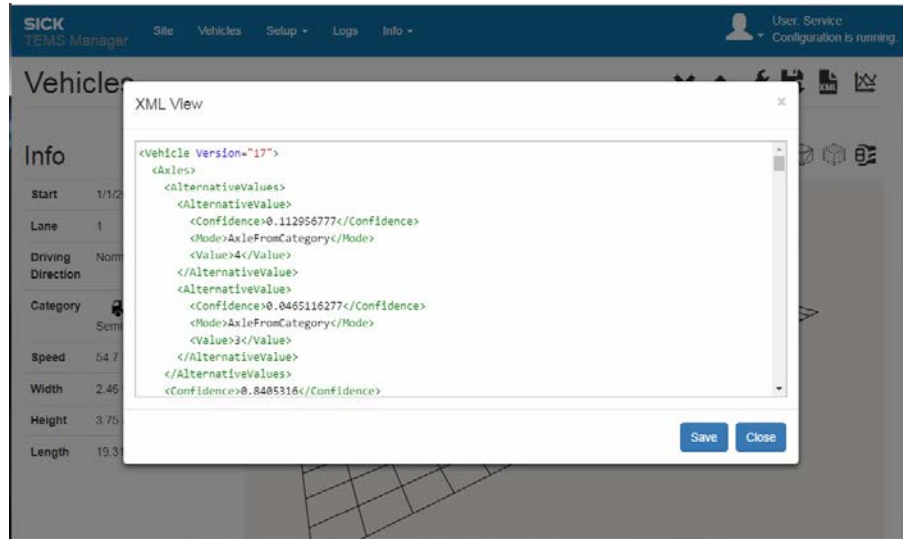 SICK
TEMS Manager
Site Vehicles Setup Logs Info
User: Service
Configuration is running.
Vehicles
XML
XML View
×
<Vehicle Version="17">
<Axles>
<AlternativeValues>
<AlternativeValue>
<Confidence>0.112956777</Confidence>
<Mode>AxleFromCategory</Mode>
<Value>4</Value>
</AlternativeValue>
<AlternativeValue>
<Confidence>0.0465116277</Confidence>
<Mode>AxleFromCategory</Mode>
<Value>3</Value>
</AlternativeValue>
</AlternativeValues>
<Confidence>0.8405316</Confidence>
Save Close
Info
Start 1/1/2
Lane 1
Driving Norm
Direction
Category
Semi
Speed 54.7
Width 2.46
Height 3.75
Length 19.31